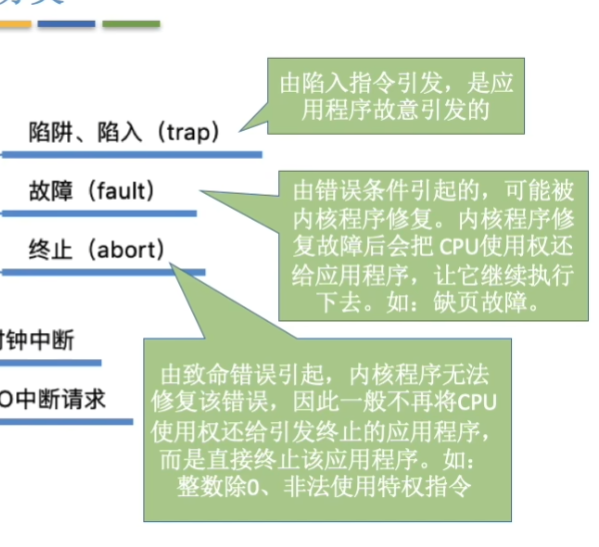 由陷入指令引发，是应
用程序故意引发的
陷阱、陷入（trap）
故障（fault）
由错误条件引起的，可能被
内核程序修复。内核程序修
复故障后会把 CPU使用权还
给应用程序，让它继续执行
下去。如：缺页故障。
终止（abort）
钟中断
O中断请求
由致命错误引起，内核程序无法
修复该错误，因此一般不再将CPU
使用权还给引发终止的应用程序，
而是直接终止该应用程序。如：
整数除0、非法使用特权指令